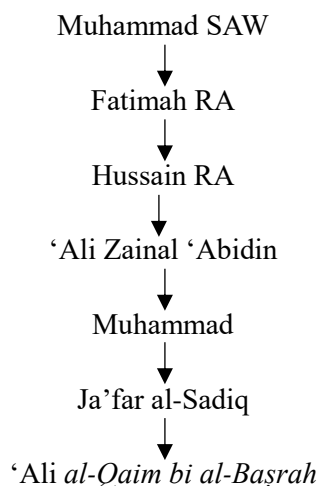 Muhammad SAW
Fatimah RA
Hussain RA
‘Ali Zainal ‘Abidin
Muhammad
Ja’far al-Sadiq
‘Ali al-Qaim bi al-Baṣrah